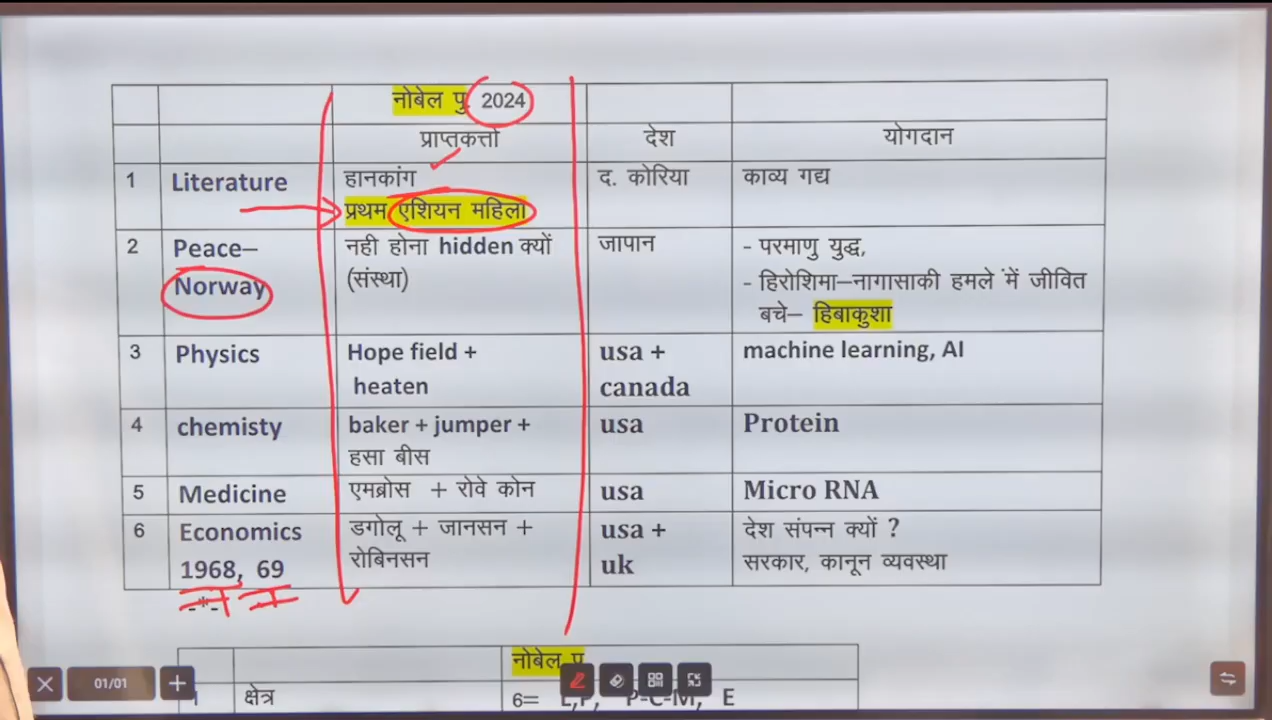 नोबेल पु. 2024
प्राप्तकर्त्ता देश योगदान
1 Literature हानकांग द. कोरिया काव्य गद्य
प्रथम एशियन महिला
2 Peace– नही होना hidden क्यों जापान - परमाणु युद्ध,
Norway (संस्था) - हिरोशिमा–नागासाकी हमले में जीवित
बचे– हिबाकुशा
3 Physics Hope field + usa + machine learning, AI
heaten canada
4 chemisty baker + jumper + usa Protein
हसा बीस
5 Medicine एमब्रोस + रोवे कोन usa Micro RNA
6 Economics डगोलू + जानसन + usa + देश संपन्न क्यों ?
1968, 69 रोबिनसन uk सरकार, कानून व्यवस्था
-*-
नोबेल पु
1 क्षेत्र 6= L,P, P-C-M, E
01/01